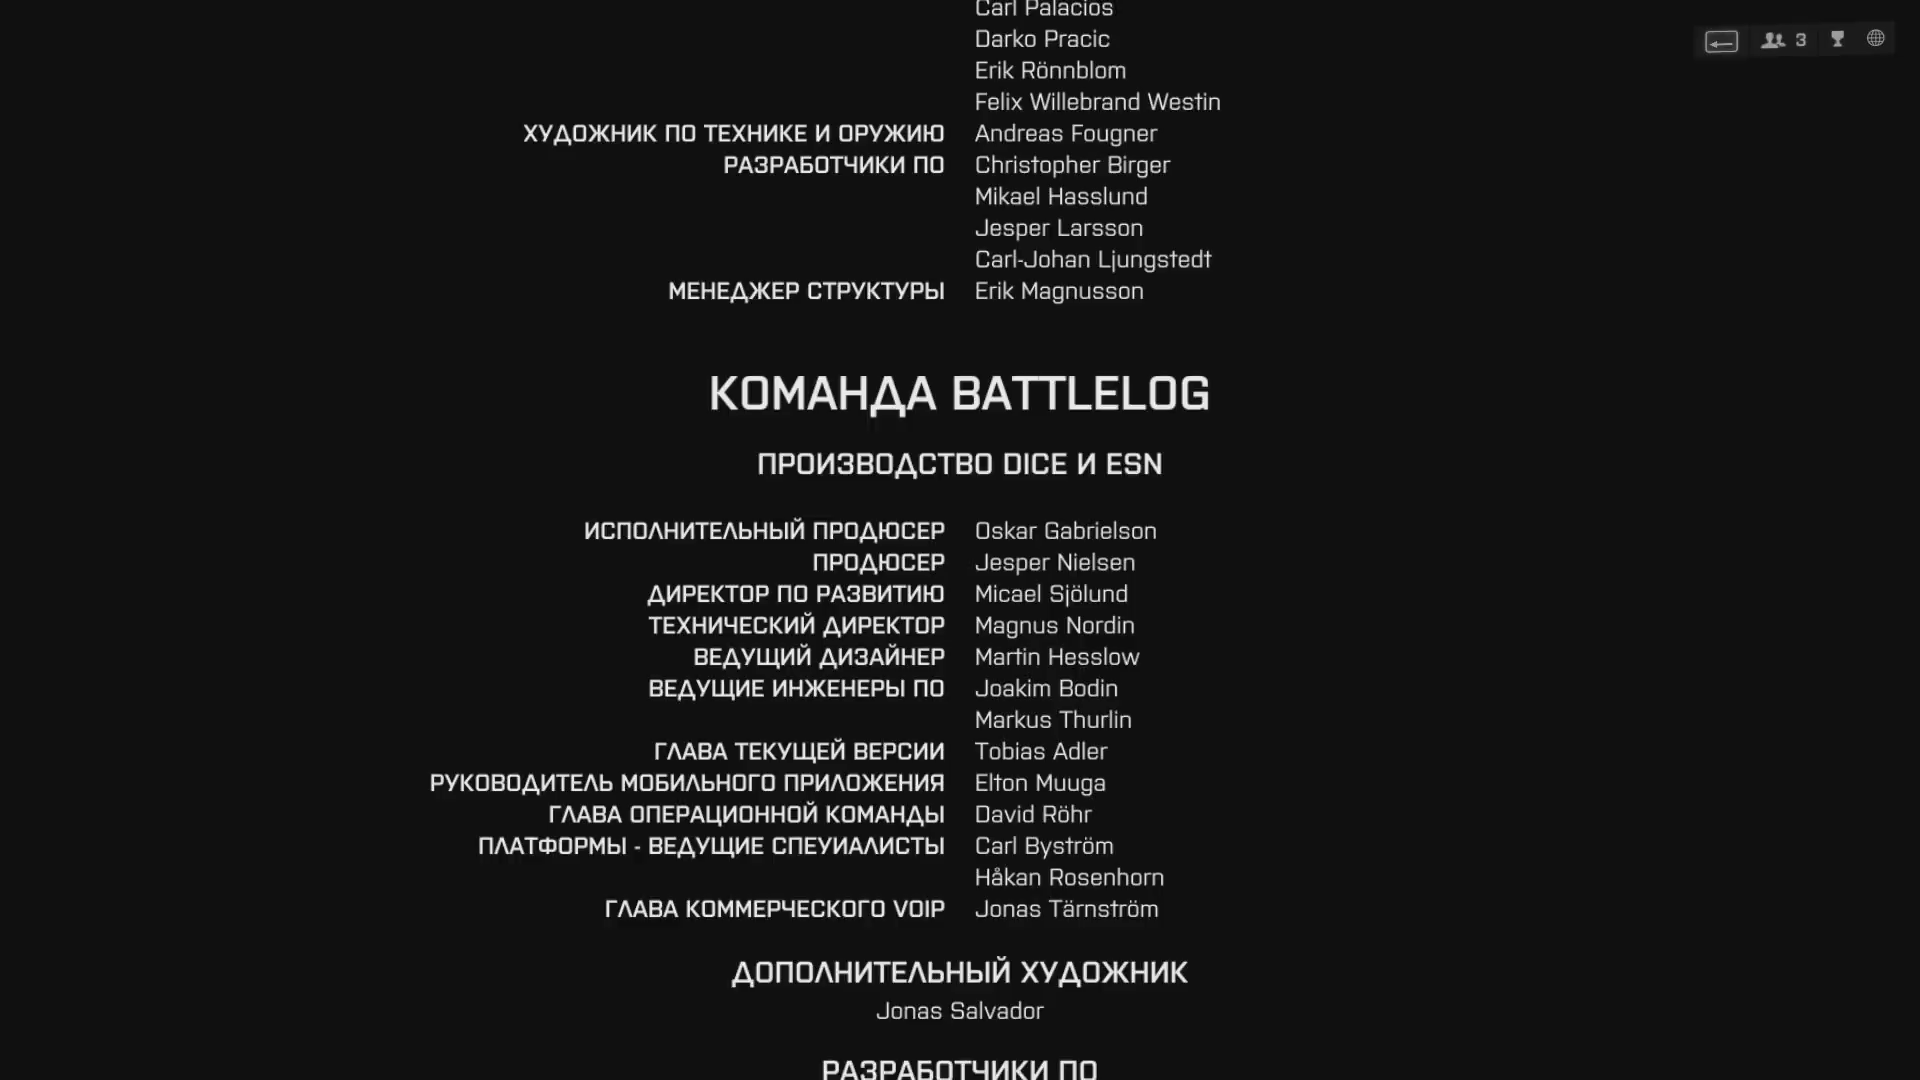 Carl Palacios
Darko Pracic
Erik Rönnblom
Felix Willebrand Westin
ХУДОЖНИК ПО ТЕХНИКЕ И ОРУЖИЮ Andreas Fougner
РАЗРАБОТЧИКИ ПО Christopher Birger
Mikael Hasslund
Jesper Larsson
Carl-Johan Ljungstedt
МЕНЕДЖЕР СТРУКТУРЫ Erik Magnusson
3
КОМАНДА BATTLELOG
ПРОИЗВОДСТВО DICE И ESN
ИСПОЛНИТЕЛЬНЫЙ ПРОДЮСЕР Oskar Gabrielson
ПРОДЮСЕР Jesper Nielsen
ДИРЕКТОР ПО РАЗВИТИЮ Micael Sjölund
ТЕХНИЧЕСКИЙ ДИРЕКТОР Magnus Nordin
ВЕДУЩИЙ ДИЗАЙНЕР Martin Hesslow
ВЕДУЩИЕ ИНЖЕНЕРЫ ПО Joakim Bodin
Markus Thurlin
ГЛАВА ТЕКУЩЕЙ ВЕРСИИ Tobias Adler
РУКОВОДИТЕЛЬ МОБИЛЬНОГО ПРИЛОЖЕНИЯ Elton Muuga
ГЛАВА ОПЕРАЦИОННОЙ КОМАНДЫ David Röhr
ПЛАТФОРМЫ - ВЕДУЩИЕ СПЕУИАЛИСТЫ Carl Byström
Håkan Rosenhorn
ГЛАВА КОММЕРЧЕСКОГО VOIP Jonas Tärnström
ДОПОЛНИТЕЛЬНЫЙ ХУДОЖНИК
Jonas Salvador
РАЗРАБОТЧИКИ ПО